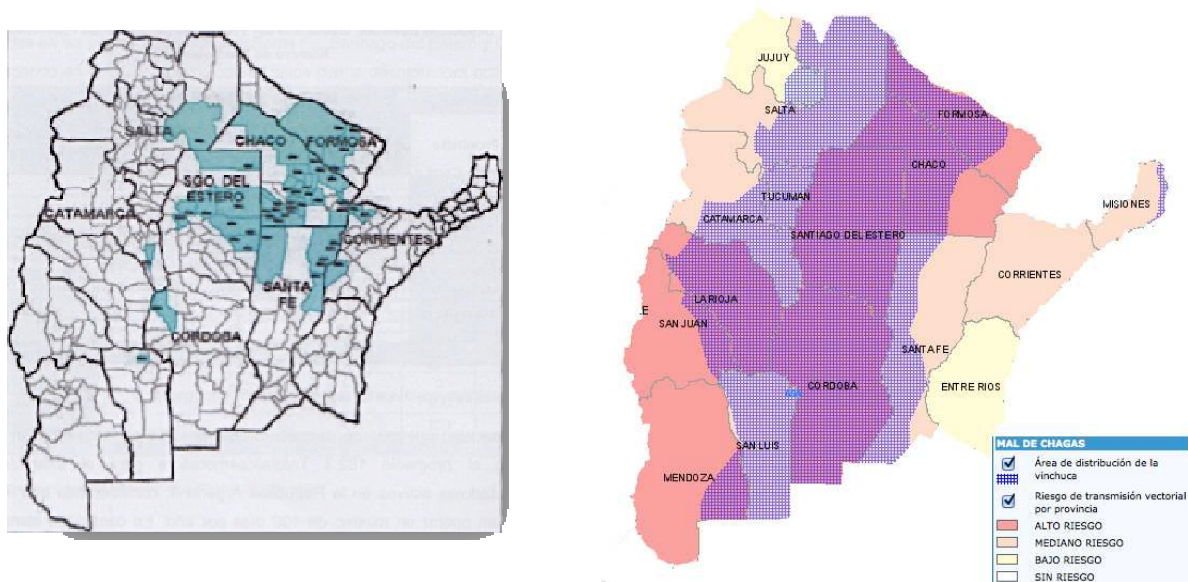 SALTA
CHACO
FORMOSA
SGO. DEL
ESTERO
CATAMARCA
CORRIENTES
SANTA
FE
CORDOBA
JUJUY
SALTA
FORMOSA
CHACO
TUCUMAN
MISIONES
CATAMARCA
SANTIAGO DEL ESTERO
CORRIENTES
LA RIOJA
.E
SAN JUAN
SANTA FE
CORDOBA
ENTRE RIOS
SAN LUIS
MENDOZA
MAL DE CHAGAS
Área de distribución de la
vinchuca
Riesgo de transmisión vectorial
por provincia
ALTO RIESGO
MEDIANO RIESGO
BAJO RIESGO
SIN RIESGO